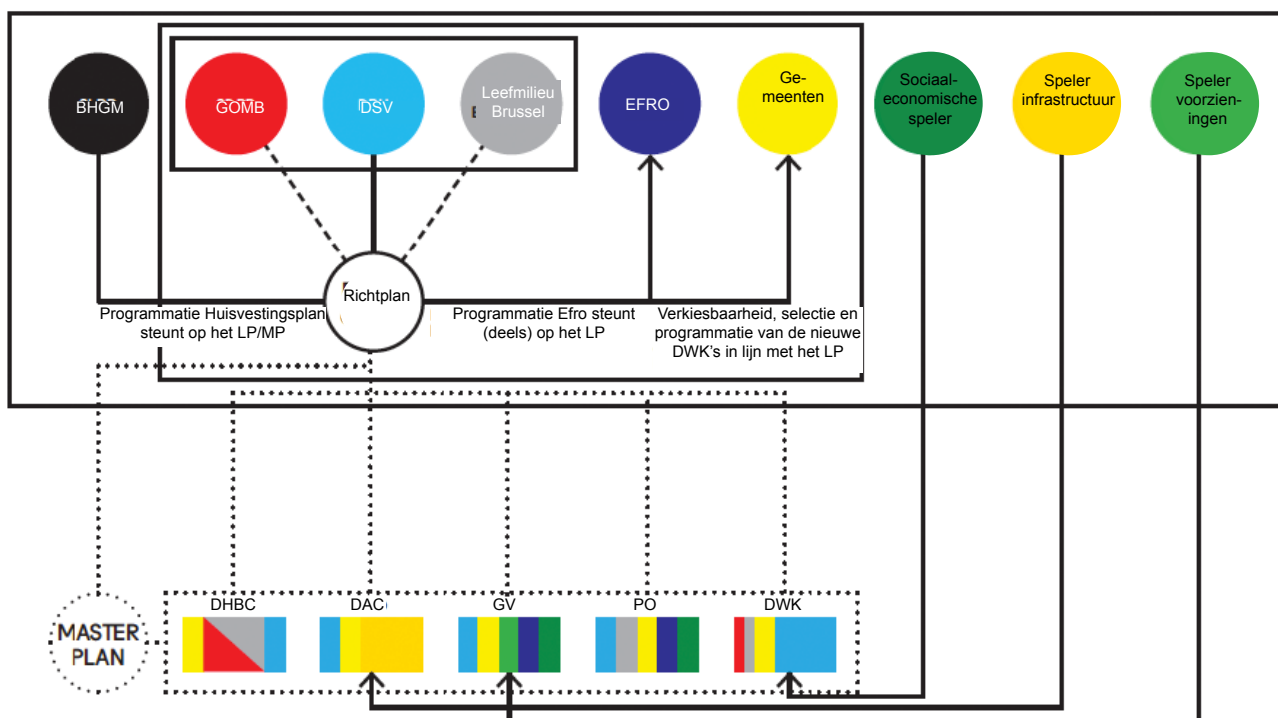 BHGM
GOMB
DSV
Leefmilieu
Brussel
EFRO
Ge-
meenten
Sociaal-
economische
speler
Speler
infrastructuur
Speler
voorzien-
ingen
Richtplan
Programmatie Huisvestingsplan
steunt op het LP/MP
Programmatie Efro steunt
(deels) op het LP
Verkiesbaarheid, selectie en
programmatie van de nieuwe
DWK's in lijn met het LP
MASTER
PLAN
DHBC
DAC
GV
PO
DWK